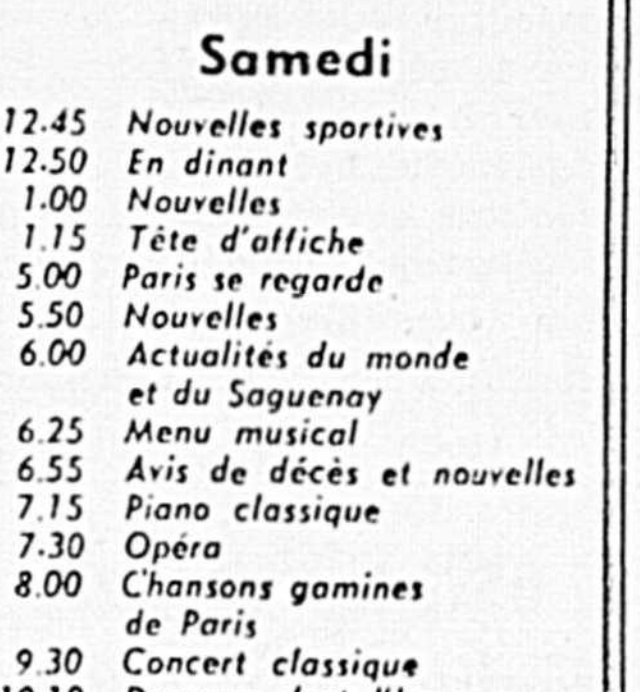 Samedi
12.45 Nouvelles sportives
12.50 En dinant
1.00 Nouvelles
1.15 Tête d'affiche
5.00 Paris se regarde
5.50 Nouvelles
6.00 Actualités du monde
et du Saguenay
6.25 Menu musical
6.55 Avis de décès et nouvelles
7.15 Piano classique
7.30 Opéra
8.00 Chansons gamines
de Paris
9.30 Concert classique